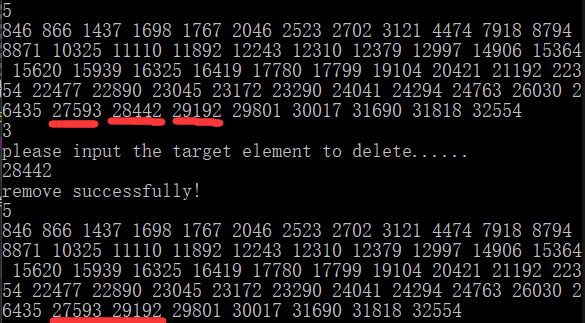 5
846 866 1437 1698 1767 2046 2523 2702 3121 4474 7918 8794
8871 10325 11110 11892 12243 12310 12379 12997 14906 15364
15620 15939 16325 16419 17780 17799 19104 20421 21192 223
54 22477 22890 23045 23172 23290 24041 24294 24763 26030 2
6435 27593 28442 29192 29801 30017 31690 31818 32554
3
please input the target element to delete......
28442
remove successfully!
5
846 866 1437 1698 1767 2046 2523 2702 3121 4474 7918 8794
8871 10325 11110 11892 12243 12310 12379 12997 14906 15364
15620 15939 16325 16419 17780 17799 19104 20421 21192 223
54 22477 22890 23045 23172 23290 24041 24294 24763 26030 2
6435 27593 29192 29801 30017 31690 31818 32554